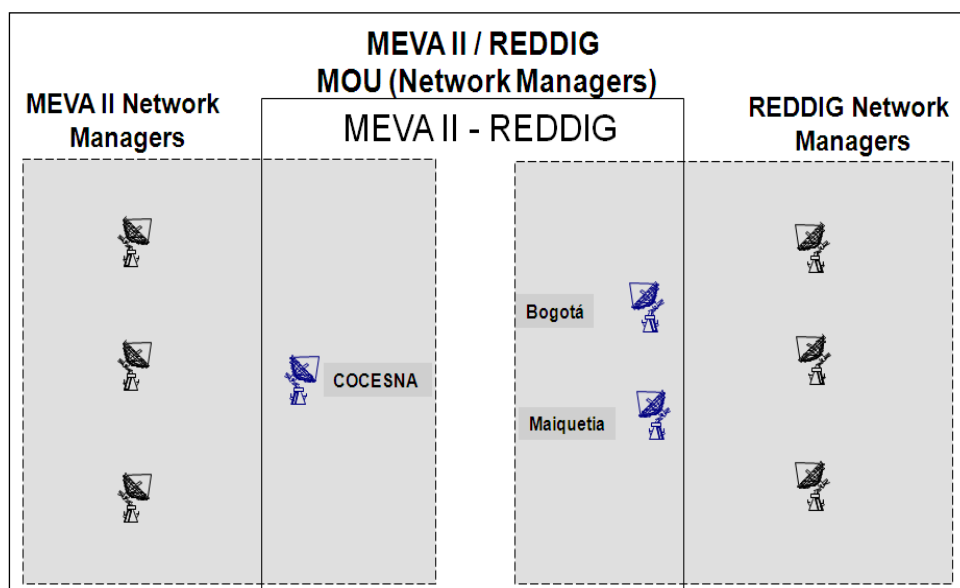 MEVA II / REDDIG
MOU (Network Managers)
MEVA II Network
Managers
MEVA II - REDDIG
REDDIG Network
Managers
Bogotá
COCESNA
Maiquetia